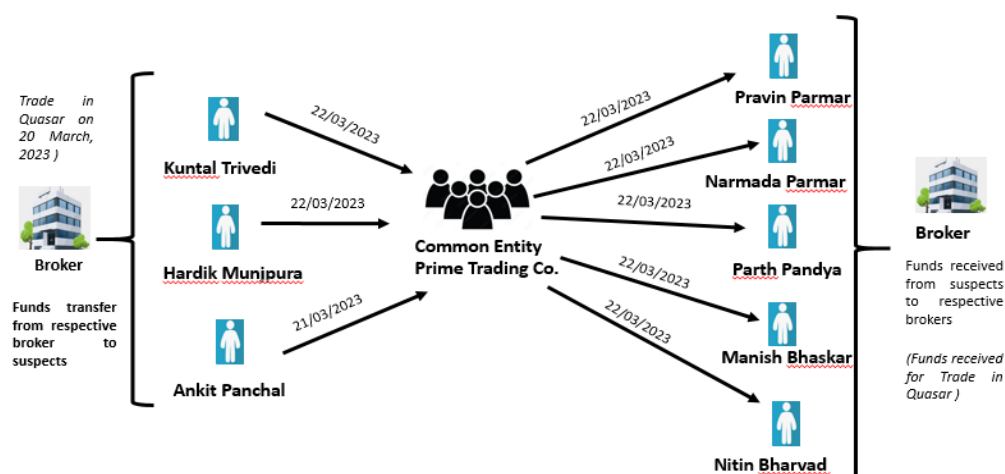 Trade in
Quasar on
20 March,
2023 )
Broker
Funds transfer
from respective
broker to
suspects
Kuntal Trivedi
Hardik Munjpura
Ankit Panchal
22/03/2023
22/03/2023
21/03/2023
Common Entity
Prime Trading Co.
22/03/2023
22/03/2023
22/03/2023
22/03/2023
22/03/2023
Pravin Parmar
Narmada Parmar
Parth Pandya
Manish Bhaskar
Nitin Bharvad
Broker
Funds received
from suspects
to respective
brokers
(Funds received
for Trade in
Quasar )